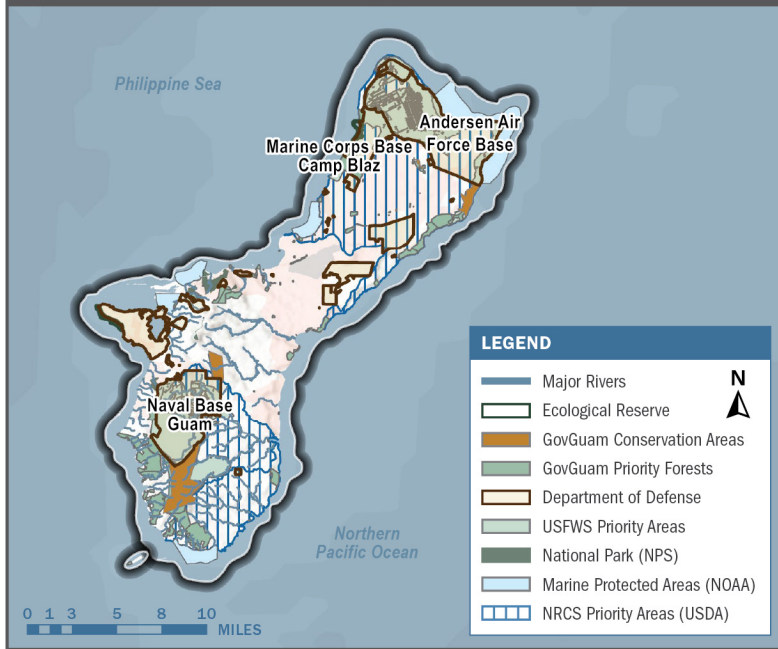 Philippine Sea
Andersen Air
Force Base
Marine Corps Base
Camp Blaz
Naval Base
Guam
Northern
Pacific Ocean
0 1 3 5 8 10
MILES
LEGEND
N
Major Rivers
Ecological Reserve
GovGuam Conservation Areas
GovGuam Priority Forests
Department of Defense
USFWS Priority Areas
National Park (NPS)
Marine Protected Areas (NOAA)
NRCS Priority Areas (USDA)